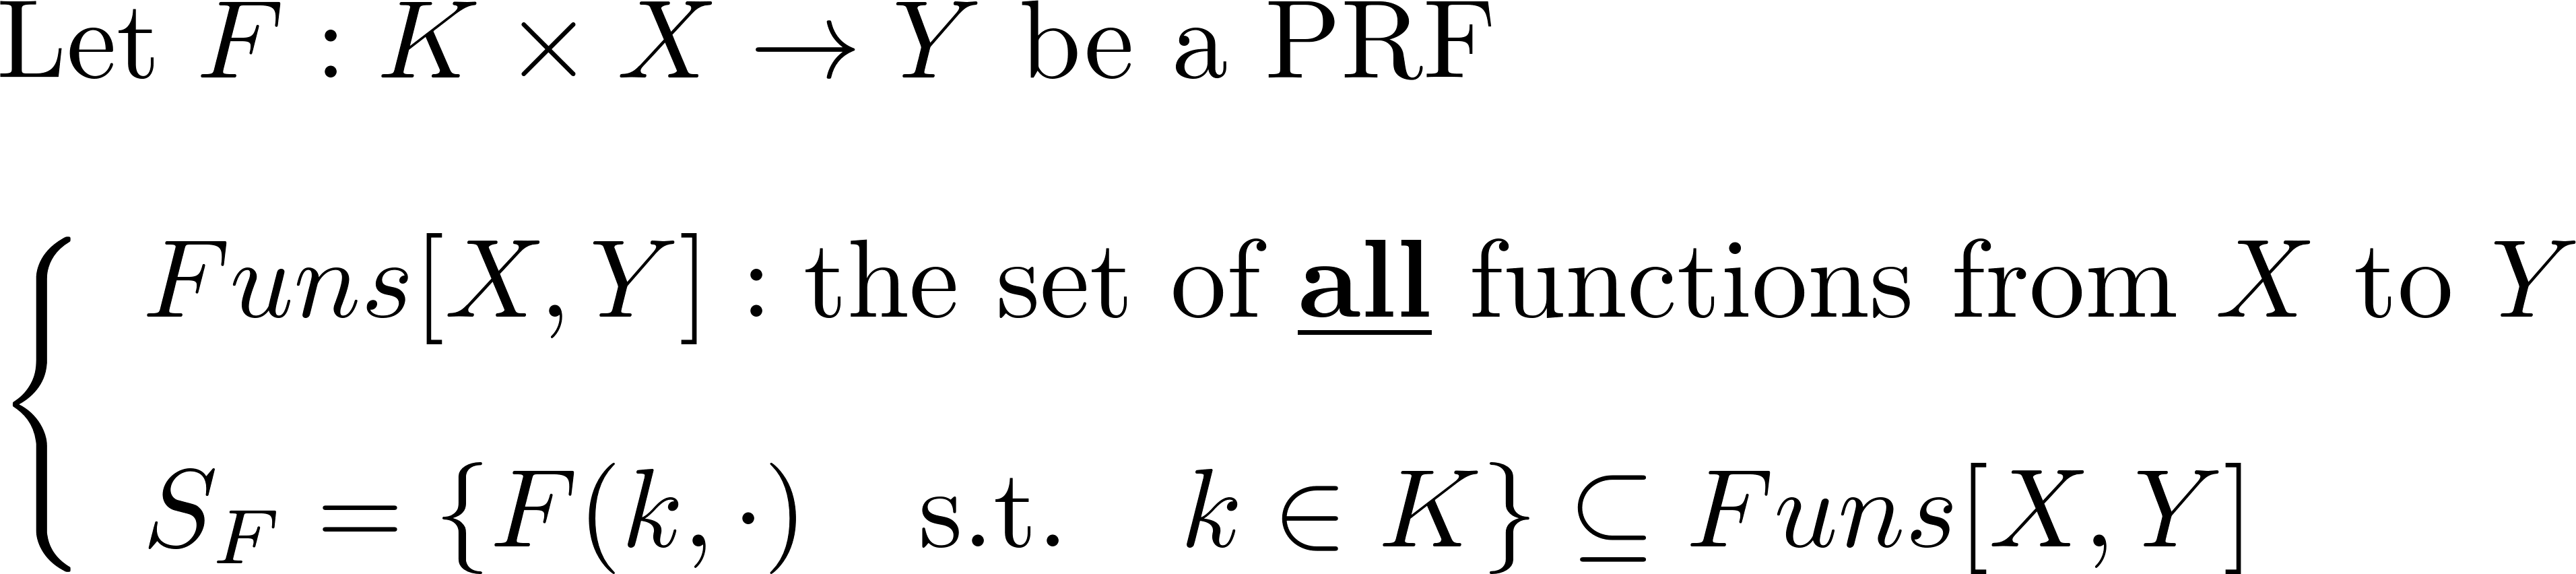 Let F : K × X → Y be a PRF
Funs[X, Y] : the set of all functions from X to Y
S_F = {F(k, ·) s.t. k ∈ K} ⊆ Funs[X, Y]